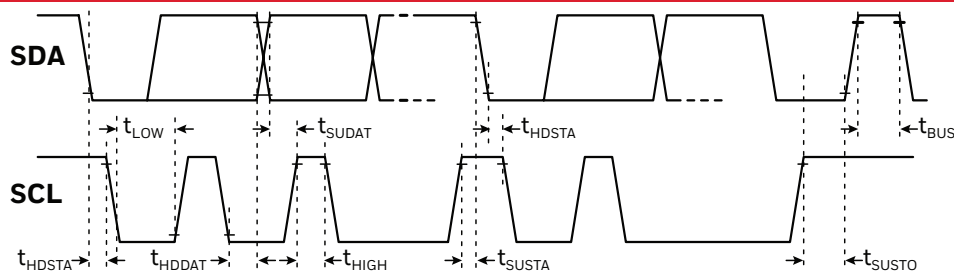 SDA
t_LOW
t_SUDAT
t_HDSTA
t_BUS
SCL
t_HDSTA
t_HDDAT
t_HIGH
t_SUSTA
t_SUSTO